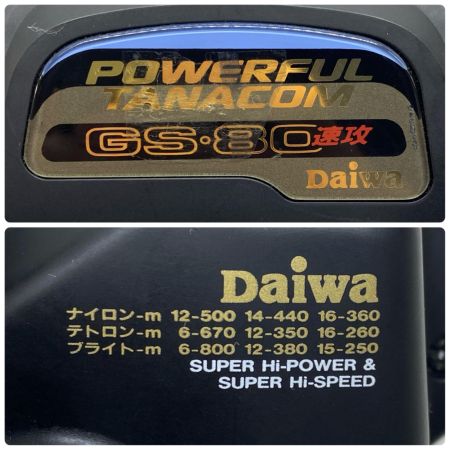 POWERFUL
TANACOM
GS•80速攻
Daiwa
Daiwa
ナイロン-m 12-500 14-440 16-360
テトロン-m 6-670 12-350 16-260
ブライト-m 6-800 12-380 15-250
SUPER Hi-POWER &
SUPER Hi-SPEED